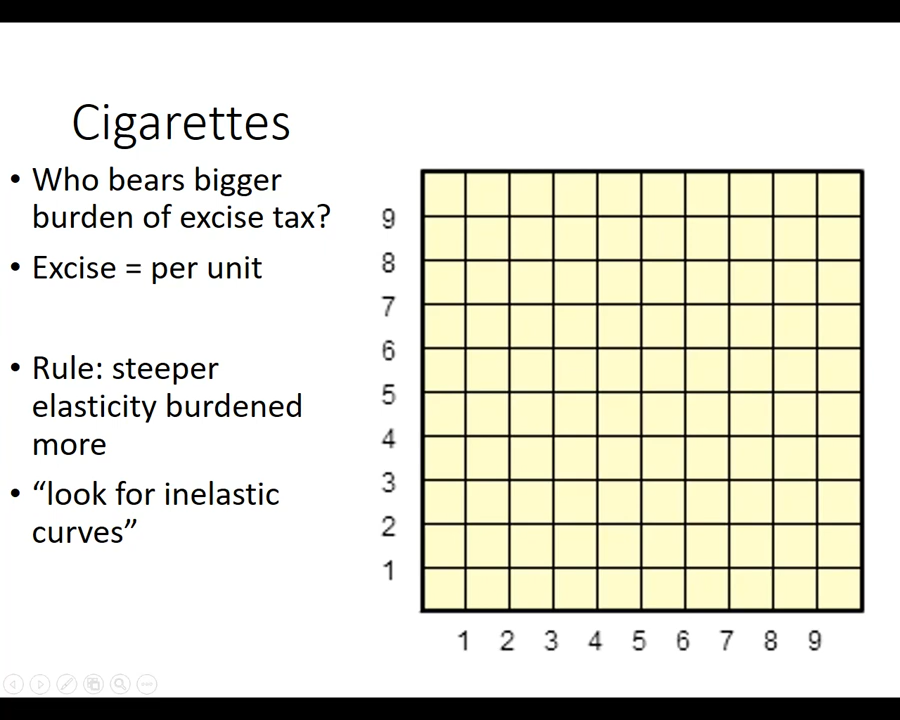 Cigarettes
• Who bears bigger
burden of excise tax?
• Excise = per unit
• Rule: steeper
elasticity burdened
more
• “look for inelastic
curves”
9
8
7
6
5
4
3
2
1
1 2 3 4 5 6 7 8 9